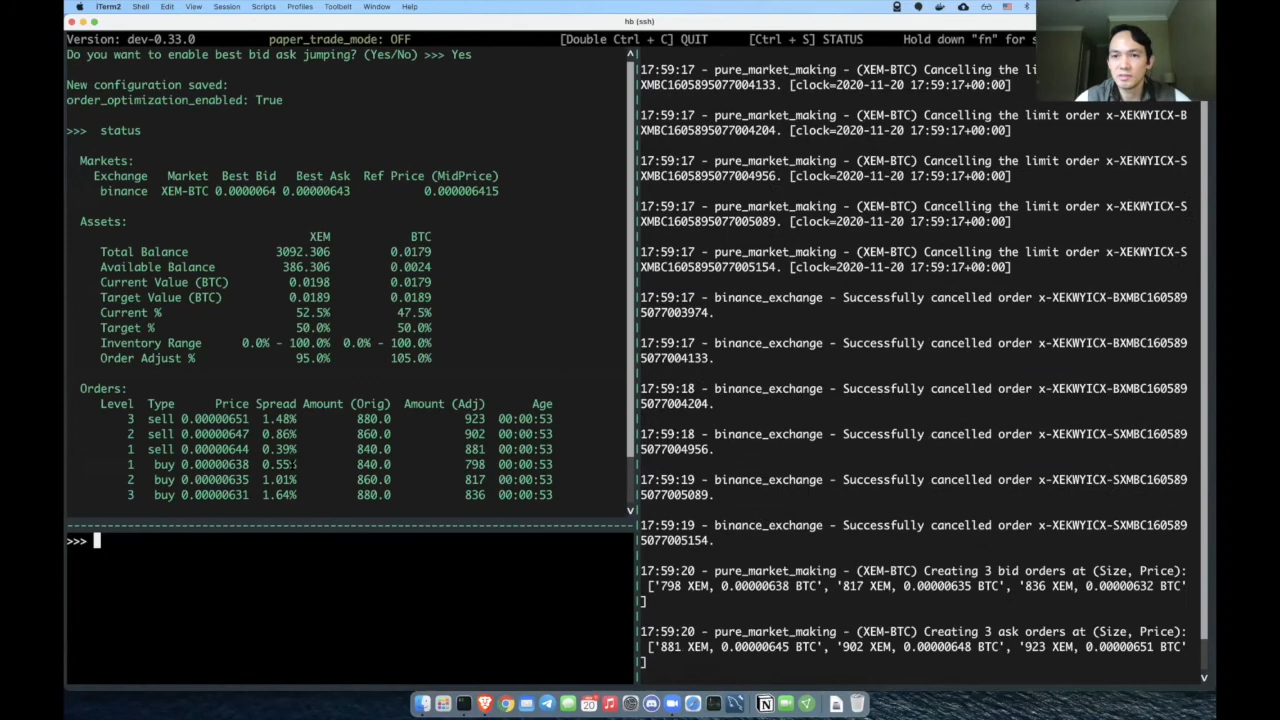 iTerm2 Shell Edit View Session Scripts Profiles Toolbelt Window Help
hb (ssh)
Version: dev-0.33.0 paper_trade_mode: OFF [Double Ctrl + C] QUIT [Ctrl + S] STATUS Hold down "fn" for s
Do you want to enable best bid ask jumping? (Yes/No) >>> Yes
New configuration saved:
order_optimization_enabled: True
>>> status
Markets:
Exchange Market Best Bid Best Ask Ref Price (MidPrice)
binance XEM-BTC 0.0000064 0.00000643 0.000006415
Assets:
XEM BTC
Total Balance 3092.306 0.0179
Available Balance 386.306 0.0024
Current Value (BTC) 0.0198 0.0179
Target Value (BTC) 0.0189 0.0189
Current % 52.5% 47.5%
Target % 50.0% 50.0%
Inventory Range 0.0% - 100.0% 0.0% - 100.0%
Order Adjust % 95.0% 105.0%
Orders:
Level Type Price Spread Amount (Orig) Amount (Adj) Age
3 sell 0.00000651 1.48% 880.0 923 00:00:53
2 sell 0.00000647 0.86% 860.0 902 00:00:53
1 sell 0.00000644 0.39% 840.0 881 00:00:53
1 buy 0.00000638 0.55% 840.0 798 00:00:53
2 buy 0.00000635 1.01% 860.0 817 00:00:53
3 buy 0.00000631 1.64% 880.0 836 00:00:53
>>>
17:59:17 - pure_market_making - (XEM-BTC) Cancelling the limit
XMBC1605895077004133. [clock=2020-11-20 17:59:17+00:00]
17:59:17 - pure_market_making - (XEM-BTC) Cancelling the limit order x-XEKWYICX-B
XMBC1605895077004204. [clock=2020-11-20 17:59:17+00:00]
17:59:17 - pure_market_making - (XEM-BTC) Cancelling the limit order x-XEKWYICX-S
XMBC1605895077004956. [clock=2020-11-20 17:59:17+00:00]
17:59:17 - pure_market_making - (XEM-BTC) Cancelling the limit order x-XEKWYICX-S
XMBC1605895077005089. [clock=2020-11-20 17:59:17+00:00]
17:59:17 - pure_market_making - (XEM-BTC) Cancelling the limit order x-XEKWYICX-S
XMBC1605895077005154. [clock=2020-11-20 17:59:17+00:00]
17:59:17 - binance_exchange - Successfully cancelled order x-XEKWYICX-BXMBC160589
5077003974.
17:59:17 - binance_exchange - Successfully cancelled order x-XEKWYICX-BXMBC160589
5077004133.
17:59:18 - binance_exchange - Successfully cancelled order x-XEKWYICX-BXMBC160589
5077004204.
17:59:18 - binance_exchange - Successfully cancelled order x-XEKWYICX-SXMBC160589
5077004956.
17:59:19 - binance_exchange - Successfully cancelled order x-XEKWYICX-SXMBC160589
5077005089.
17:59:19 - binance_exchange - Successfully cancelled order x-XEKWYICX-SXMBC160589
5077005154.
17:59:20 - pure_market_making - (XEM-BTC) Creating 3 bid orders at (Size, Price):
['798 XEM, 0.00000638 BTC', '817 XEM, 0.00000635 BTC', '836 XEM, 0.00000632 BTC'
]
17:59:20 - pure_market_making - (XEM-BTC) Creating 3 ask orders at (Size, Price):
['881 XEM, 0.00000645 BTC', '902 XEM, 0.00000648 BTC', '923 XEM, 0.00000651 BTC'
]